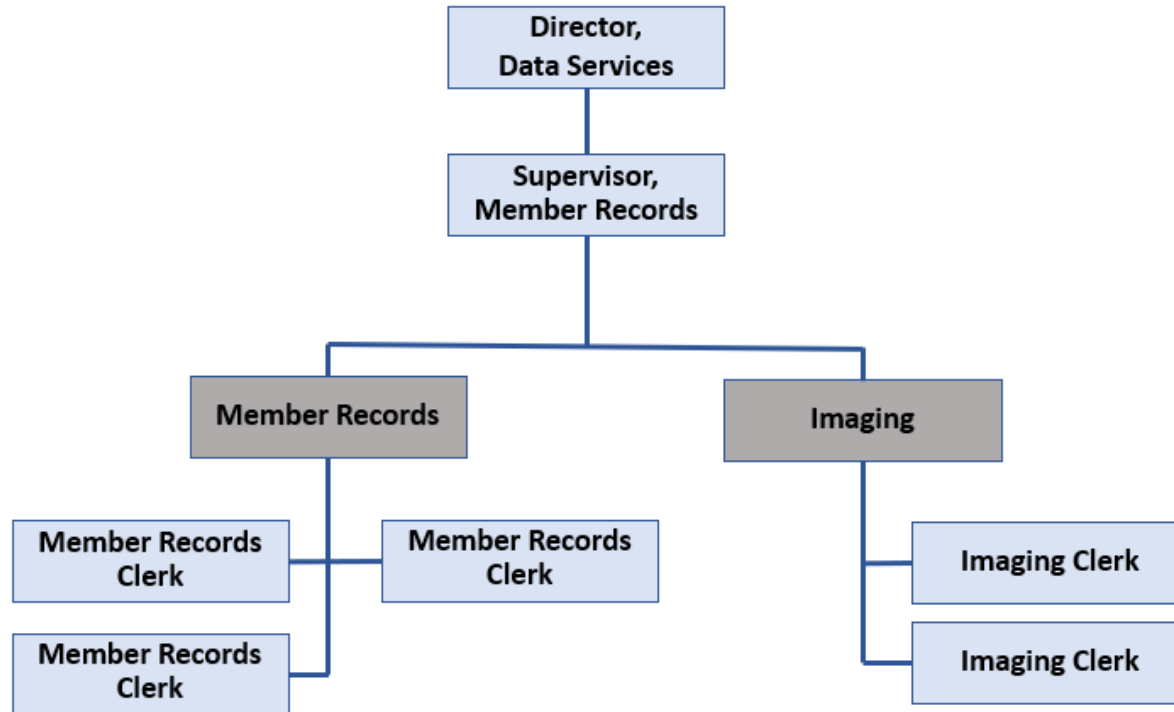 Director,
Data Services
Supervisor,
Member Records
Member Records
Imaging
Member Records
Clerk
Member Records
Clerk
Imaging Clerk
Member Records
Clerk
Imaging Clerk